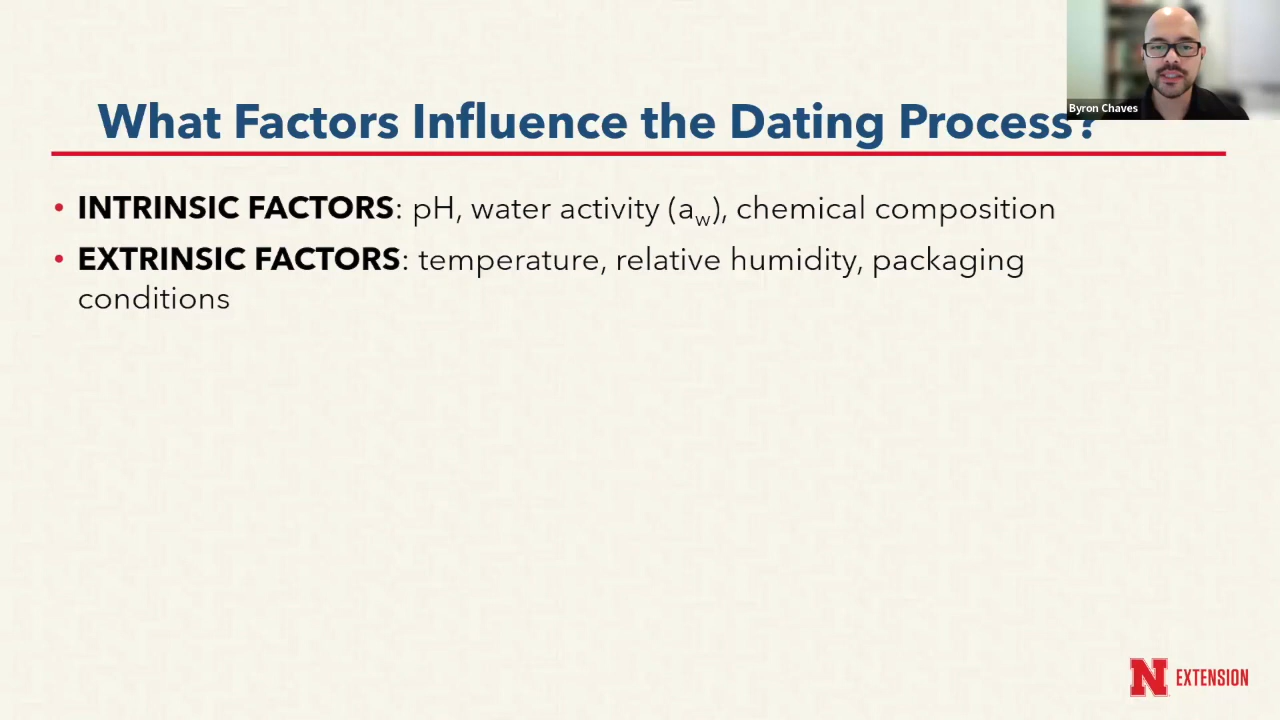 Byron Chaves
What Factors Influence the Dating Process?
• INTRINSIC FACTORS: pH, water activity (aw), chemical composition
• EXTRINSIC FACTORS: temperature, relative humidity, packaging
conditions
N EXTENSION